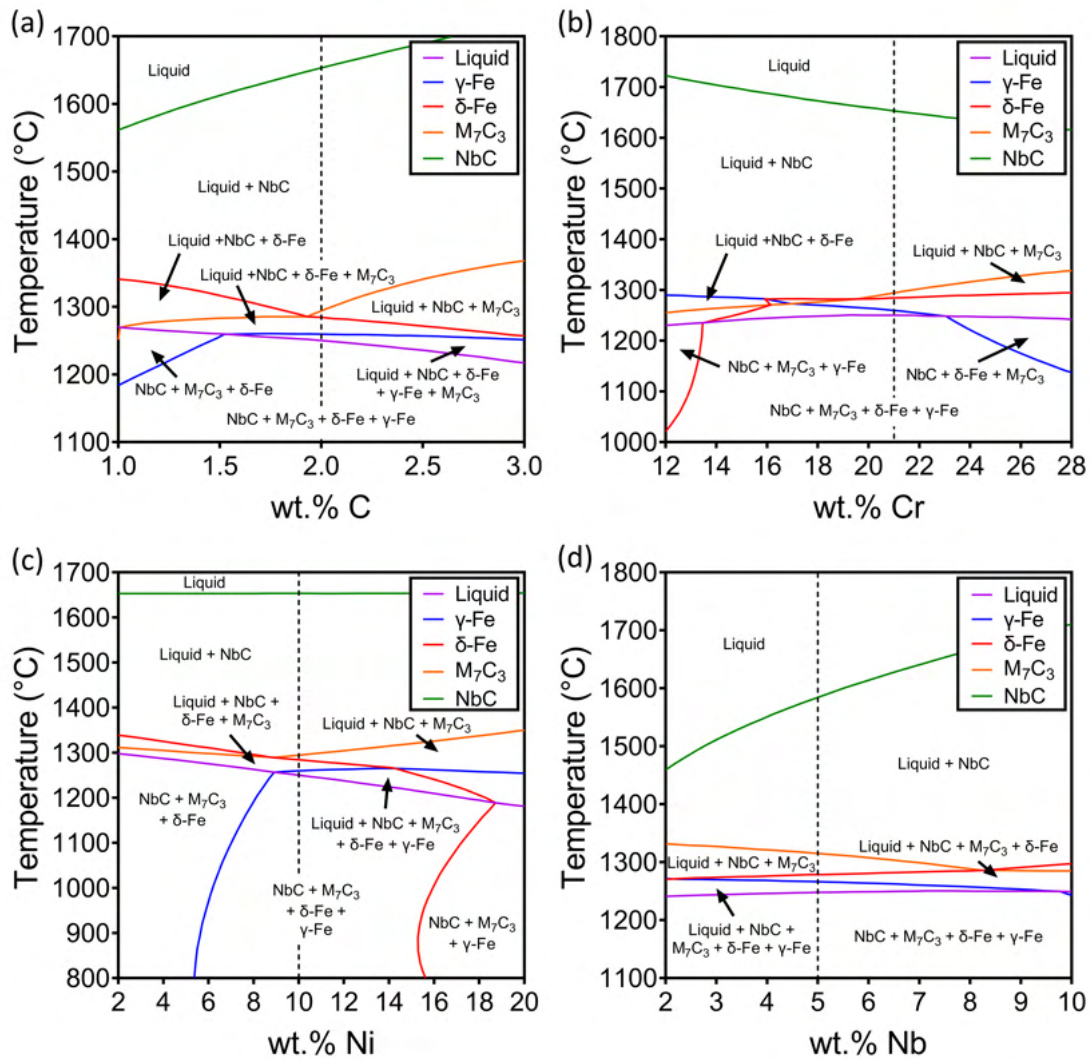 (a)
1700
1600
1500
1400
1300
1200
1100
Temperature (°C)
Liquid
Liquid + NbC
Liquid +NbC + δ-Fe
Liquid +NbC + δ-Fe + M₇C₃
Liquid + NbC + M₇C₃
NbC + M₇C₃ + δ-Fe
Liquid + NbC + δ-Fe
+ γ-Fe + M₇C₃
NbC + M₇C₃ + δ-Fe + γ-Fe
Liquid
γ-Fe
δ-Fe
M₇C₃
NbC
1.0 1.5 2.0 2.5 3.0
wt.% C
(b)
1800
1700
1600
1500
1400
1300
1200
1100
1000
Temperature (°C)
Liquid
Liquid + NbC
Liquid +NbC + δ-Fe
Liquid + NbC + M₇C₃
NbC + M₇C₃ + γ-Fe
NbC + δ-Fe + M₇C₃
NbC + M₇C₃ + δ-Fe + γ-Fe
Liquid
γ-Fe
δ-Fe
M₇C₃
NbC
12 14 16 18 20 22 24 26 28
wt.% Cr
(c)
1700
1600
1500
1400
1300
1200
1100
1000
900
800
Temperature (°C)
Liquid
Liquid + NbC
Liquid + NbC +
δ-Fe + M₇C₃
Liquid + NbC + M₇C₃
NbC + M₇C₃
+ δ-Fe
Liquid + NbC + M₇C₃
+ δ-Fe + γ-Fe
NbC + M₇C₃
+ δ-Fe +
γ-Fe
NbC + M₇C₃
+ γ-Fe
Liquid
γ-Fe
δ-Fe
M₇C₃
NbC
2 4 6 8 10 12 14 16 18 20
wt.% Ni
(d)
1800
1700
1600
1500
1400
1300
1200
1100
Temperature (°C)
Liquid
Liquid + NbC
Liquid + NbC + M₇C₃ + δ-Fe
Liquid + NbC + M₇C₃
Liquid + NbC +
M₇C₃ + δ-Fe + γ-Fe
NbC + M₇C₃ + δ-Fe + γ-Fe
Liquid
γ-Fe
δ-Fe
M₇C₃
NbC
2 3 4 5 6 7 8 9 10
wt.% Nb